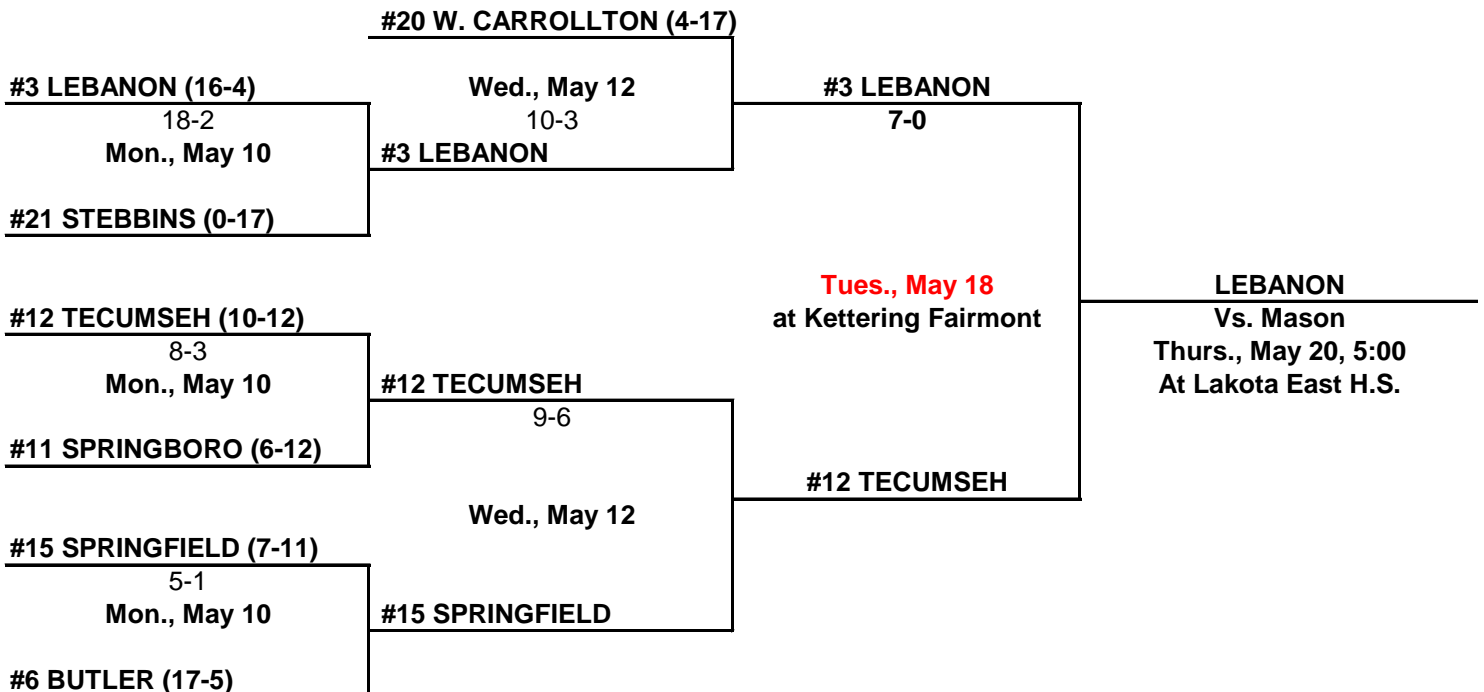 #20 W. CARROLLTON (4-17)
#3 LEBANON (16-4)
18-2
Mon., May 10
#21 STEBBINS (0-17)
Wed., May 12
10-3
#3 LEBANON
#3 LEBANON
7-0
#12 TECUMSEH (10-12)
8-3
Mon., May 10
#11 SPRINGBORO (6-12)
#12 TECUMSEH
9-6
Wed., May 12
#15 SPRINGFIELD (7-11)
5-1
Mon., May 10
#6 BUTLER (17-5)
#15 SPRINGFIELD
Tues., May 18
at Kettering Fairmont
#12 TECUMSEH
LEBANON
Vs. Mason
Thurs., May 20, 5:00
At Lakota East H.S.